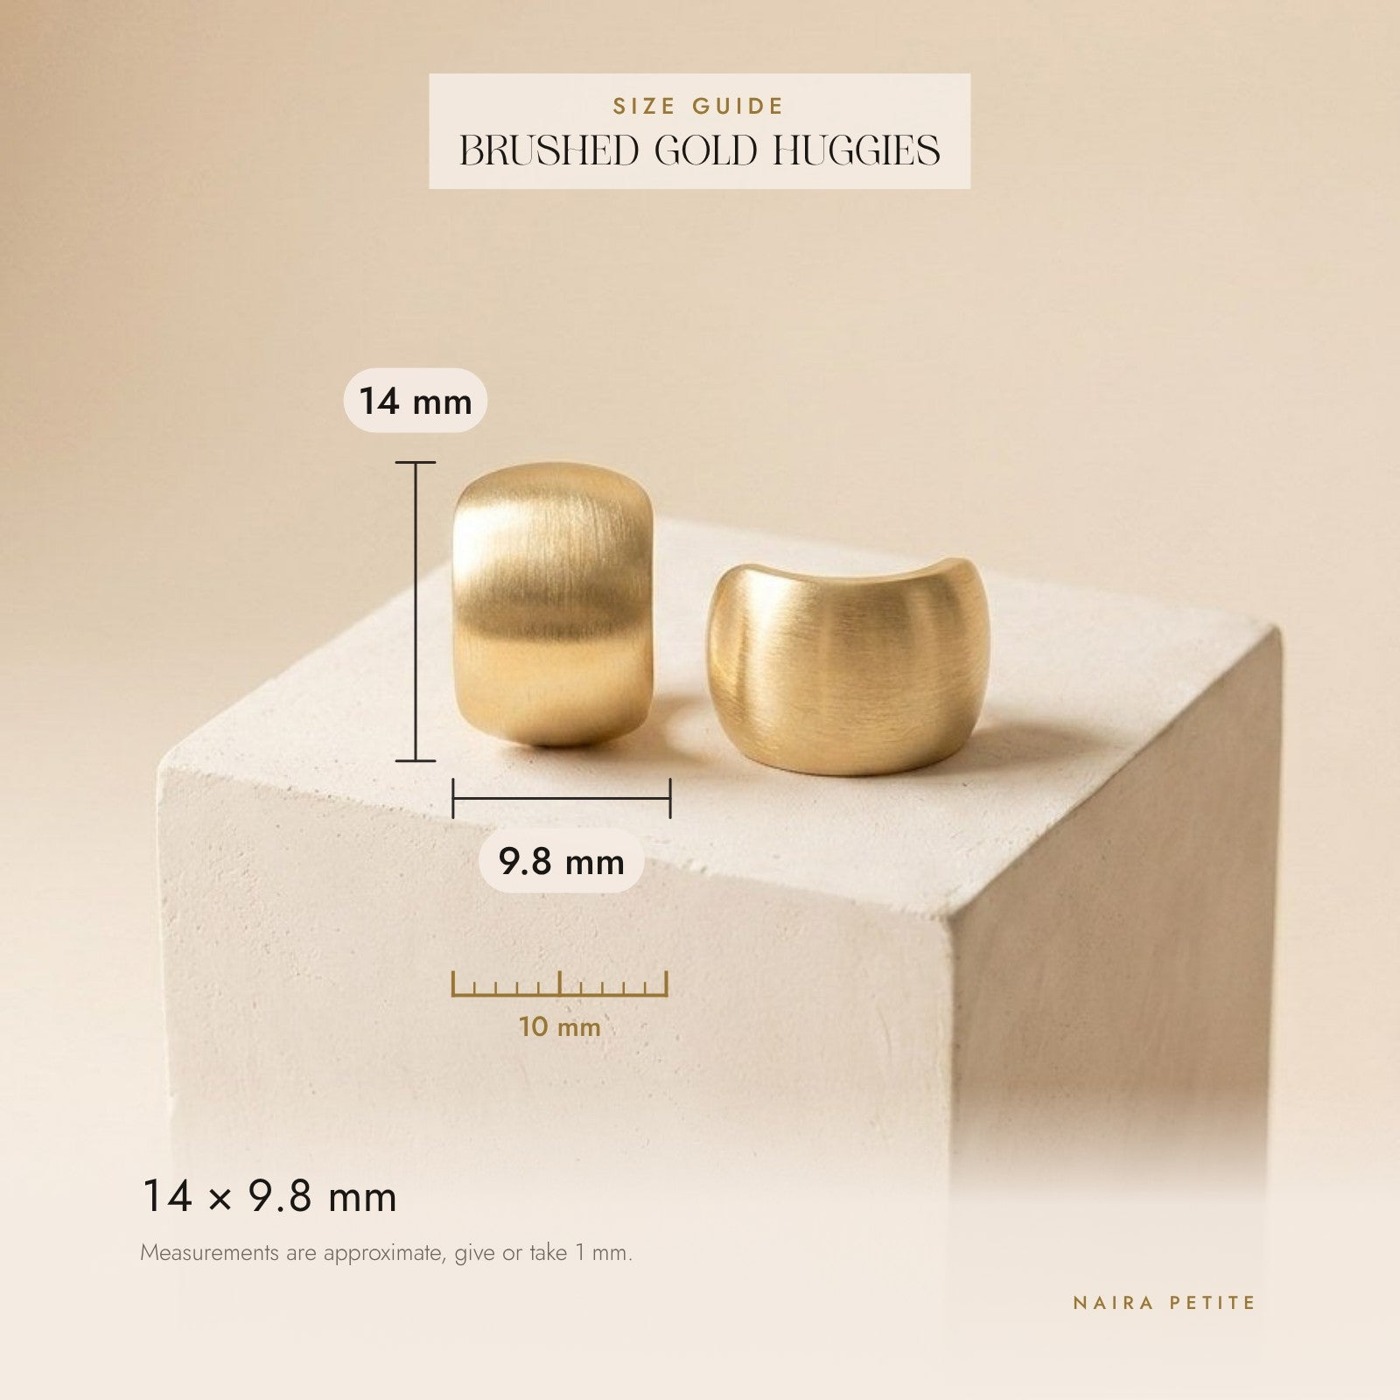 SIZE GUIDE
BRUSHED GOLD HUGGIES
14 mm
9.8 mm
10 mm
14 × 9.8 mm
Measurements are approximate, give or take 1 mm.
NAIRA PETITE